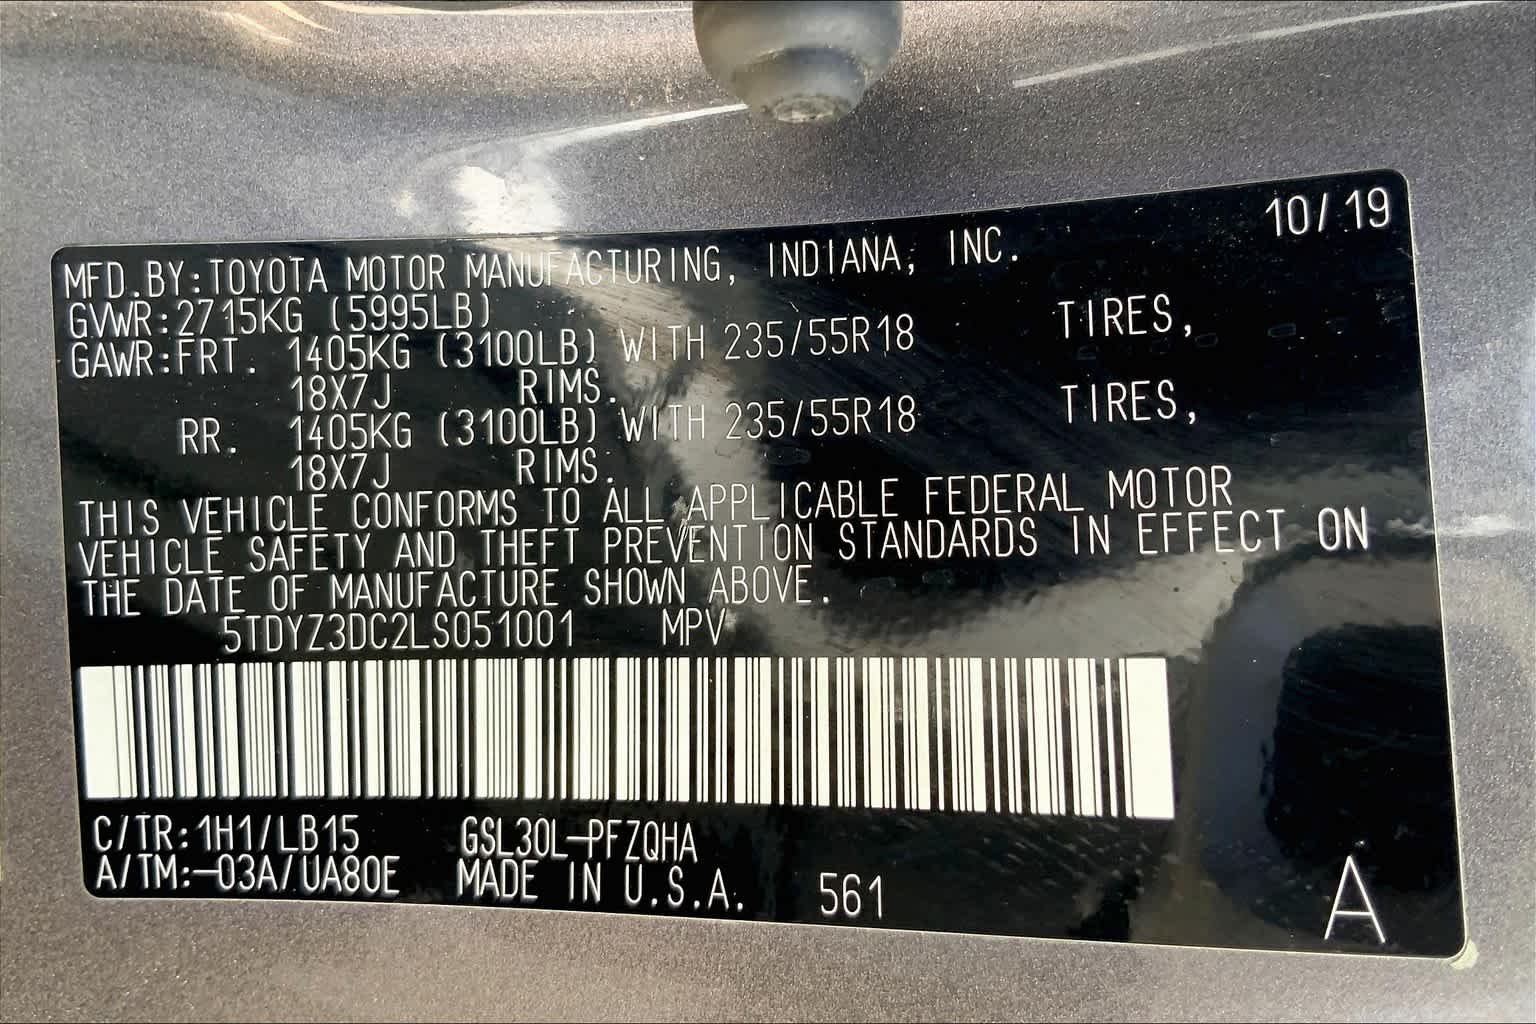 10/19
MFD.BY:TOYOTA MOTOR MANUFACTURING, INDIANA, INC.
GVWR:2715KG (5995LB)
GAWR:FRT. 1405KG (3100LB) WITH 235/55R18 TIRES,
18X7J RIMS.
RR. 1405KG (3100LB) WITH 235/55R18 TIRES,
18X7J RIMS.
THIS VEHICLE CONFORMS TO ALL APPLICABLE FEDERAL MOTOR
VEHICLE SAFETY AND THEFT PREVENTION STANDARDS IN EFFECT ON
THE DATE OF MANUFACTURE SHOWN ABOVE.
5TDYZ3DC2LS051001 MPV
C/TR:1H1/LB15 GSL30L-PFZQHA
A/TM:-03A/UA80E MADE IN U.S.A. 561 A